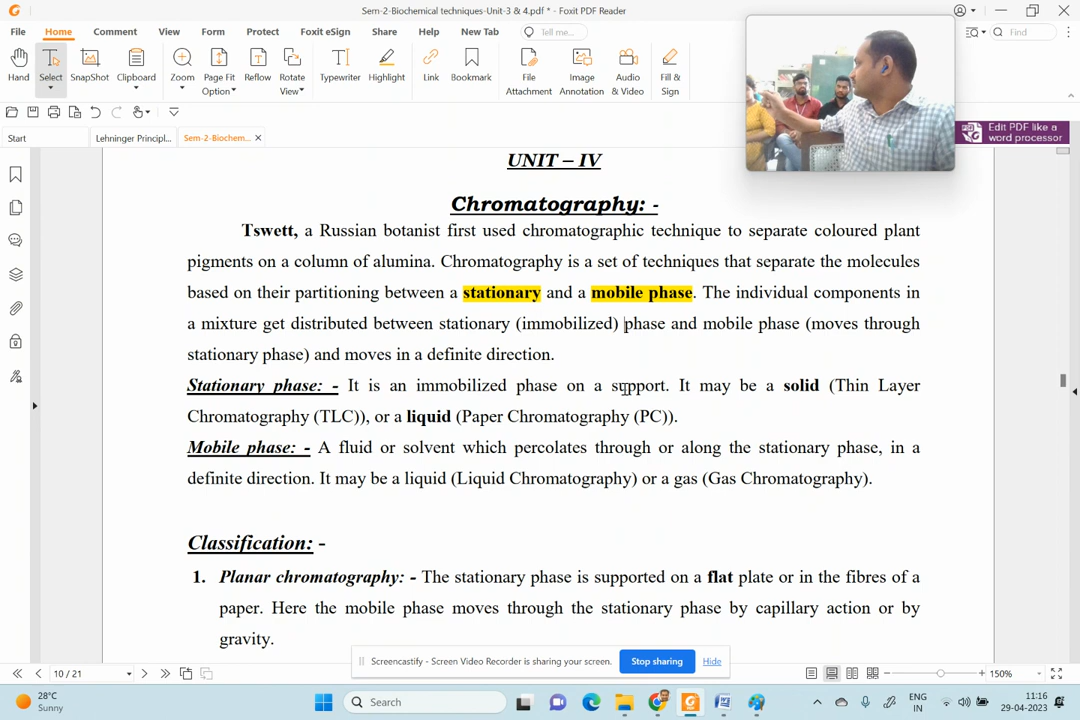 Sem-2-Biochemical techniques-Unit-3 & 4.pdf * - Foxit PDF Reader
File Home Comment View Form Protect Foxit eSign Share Help New Tab Tell me... Find
Hand Select SnapShot Clipboard Zoom Page Fit Option Reflow Rotate View Typewriter Highlight Link Bookmark File Attachment Image Annotation Audio & Video Fill & Sign
Start Lehninger Principl... Sem-2-Biochem...
Edit PDF like a
word processor
UNIT – IV
Chromatography: -
Tswett, a Russian botanist first used chromatographic technique to separate coloured plant
pigments on a column of alumina. Chromatography is a set of techniques that separate the molecules
based on their partitioning between a stationary and a mobile phase. The individual components in
a mixture get distributed between stationary (immobilized) phase and mobile phase (moves through
stationary phase) and moves in a definite direction.
Stationary phase: - It is an immobilized phase on a support. It may be a solid (Thin Layer
Chromatography (TLC)), or a liquid (Paper Chromatography (PC)).
Mobile phase: - A fluid or solvent which percolates through or along the stationary phase, in a
definite direction. It may be a liquid (Liquid Chromatography) or a gas (Gas Chromatography).
Classification: -
1. Planar chromatography: - The stationary phase is supported on a flat plate or in the fibres of a
paper. Here the mobile phase moves through the stationary phase by capillary action or by
gravity.
Screencastify - Screen Video Recorder is sharing your screen. Stop sharing Hide
10 / 21 150%
28°C
Sunny
Search
ENG
IN
11:16
29-04-2023